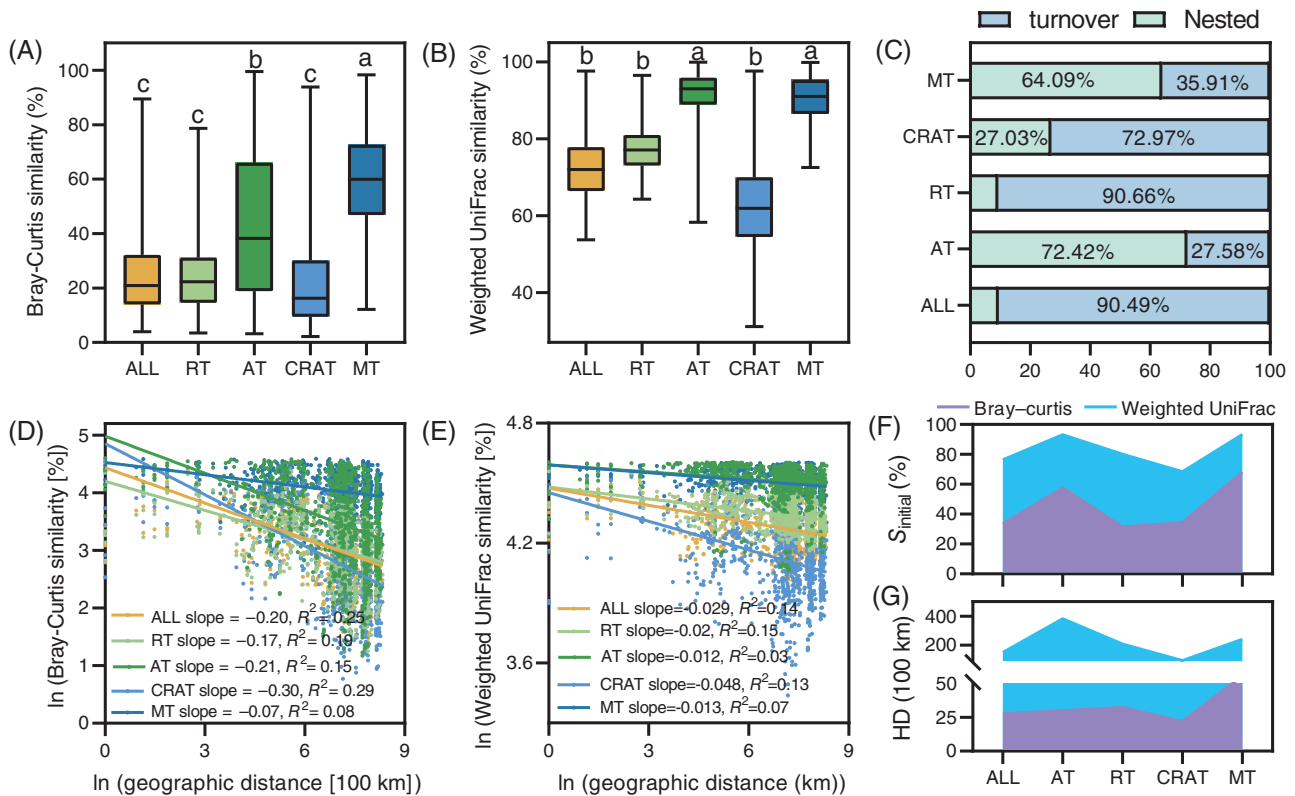 (A)
Bray-Curtis similarity (%)
100
80
60
40
20
0
c
c
b
c
a
ALL RT AT CRAT MT
(B)
Weighted UniFrac similarity (%)
100
80
60
40
b
b
a
b
a
ALL RT AT CRAT MT
turnover Nested
(C)
MT 64.09% 35.91%
CRAT 27.03% 72.97%
RT 90.66%
AT 72.42% 27.58%
ALL 90.49%
0 20 40 60 80 100
(D)
ln (Bray-Curtis similarity [%])
5
4
3
2
1
0
ALL slope = −0.20, R² = 0.25
RT slope = −0.17, R² = 0.19
AT slope = −0.21, R² = 0.15
CRAT slope = −0.30, R² = 0.29
MT slope = −0.07, R² = 0.08
0 3 6 9
ln (geographic distance [100 km])
(E)
ln (Weighted UniFrac similarity [%])
4.8
4.2
3.6
ALL slope=-0.029, R²=0.14
RT slope=-0.02, R²=0.15
AT slope=-0.012, R²=0.03
CRAT slope=-0.048, R²=0.13
MT slope=-0.013, R²=0.07
0 3 6 9
ln (geographic distance (km))
Bray–curtis Weighted UniFrac
(F)
Sinitial (%)
100
80
60
40
20
0
(G)
HD (100 km)
400
200
50
25
0
ALL AT RT CRAT MT